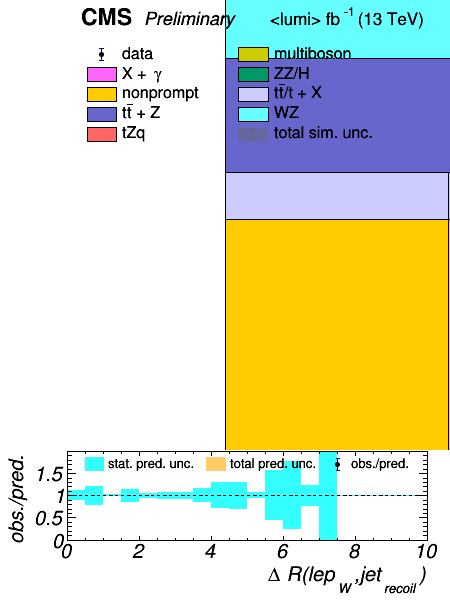 CMS Preliminary <lumi> fb⁻¹ (13 TeV)
data multiboson
X + γ ZZ/H
nonprompt tt̄/t + X
tt̄ + Z WZ
tZq total sim. unc.
obs./pred.
stat. pred. unc. total pred. unc. obs./pred.
1.5
1
0.5
0
0 2 4 6 8 10
Δ R(lep_W, jet_recoil)